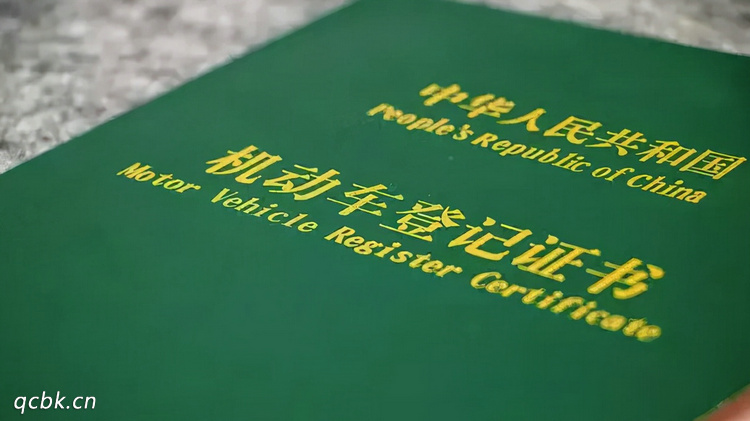 中华人民共和国
People's Republic of China
机动车登记证书
Motor Vehicle Register Certificate
qcbk.cn